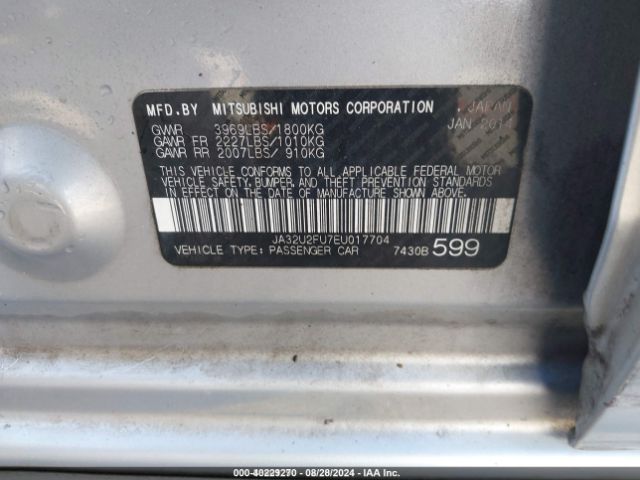 MFD.BY MITSUBISHI MOTORS CORPORATION JAPAN
GVWR 3969LBS/1800KG JAN 2014
GAWR FR 2227LBS/1010KG
GAWR RR 2007LBS/ 910KG
THIS VEHICLE CONFORMS TO ALL APPLICABLE FEDERAL MOTOR
VEHICLE SAFETY, BUMPER, AND THEFT PREVENTION STANDARDS
IN EFFECT ON THE DATE OF MANUFACTURE SHOWN ABOVE.
JA32U2FU7EU017704
VEHICLE TYPE: PASSENGER CAR 7430B 599
000-40229270 - 08/28/2024 - IAA Inc.